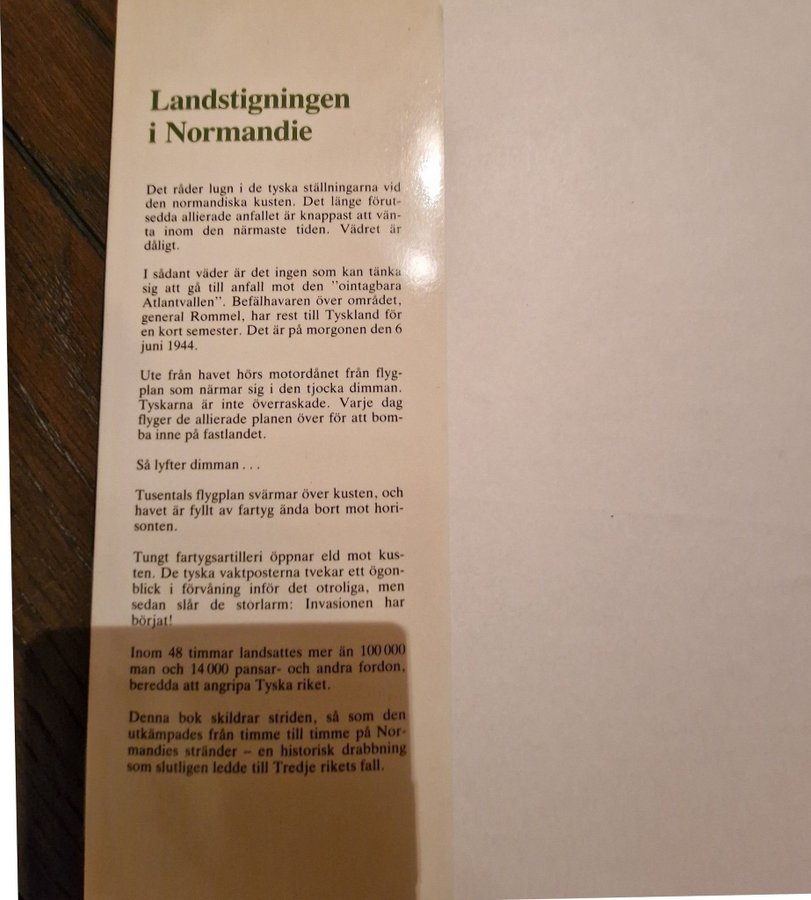 Landstigningen
i Normandie
Det råder lugn i de tyska ställningarna vid
den normandiska kusten. Det länge förut-
sedda allierade anfallet är knappast att vän-
ta inom den närmaste tiden. Vädret är
dåligt.
I sådant väder är det ingen som kan tänka
sig att gå till anfall mot den "ointagbara
Atlantvallen". Befälhavaren över området,
general Rommel, har rest till Tyskland för
en kort semester. Det är på morgonen den 6
juni 1944.
Ute från havet hörs motordånet från flyg-
plan som närmar sig i den tjocka dimman.
Tyskarna är inte överraskade. Varje dag
flyger de allierade planen över för att bom-
ba inne på fastlandet.
Så lyfter dimman . . .
Tusentals flygplan svärmar över kusten, och
havet är fyllt av fartyg ända bort mot hori-
sonten.
Tungt fartygsartilleri öppnar eld mot kus-
ten. De tyska vaktposterna tvekar ett ögon-
blick i förvåning inför det otroliga, men
sedan slår de storlarm: Invasionen har
börjat!
Inom 48 timmar landsattes mer än 100 000
man och 14 000 pansar- och andra fordon,
beredda att angripa Tyska riket.
Denna bok skildrar striden, så som den
utkämpades från timme till timme på Nor-
mandies stränder – en historisk drabbning
som slutligen ledde till Tredje rikets fall.